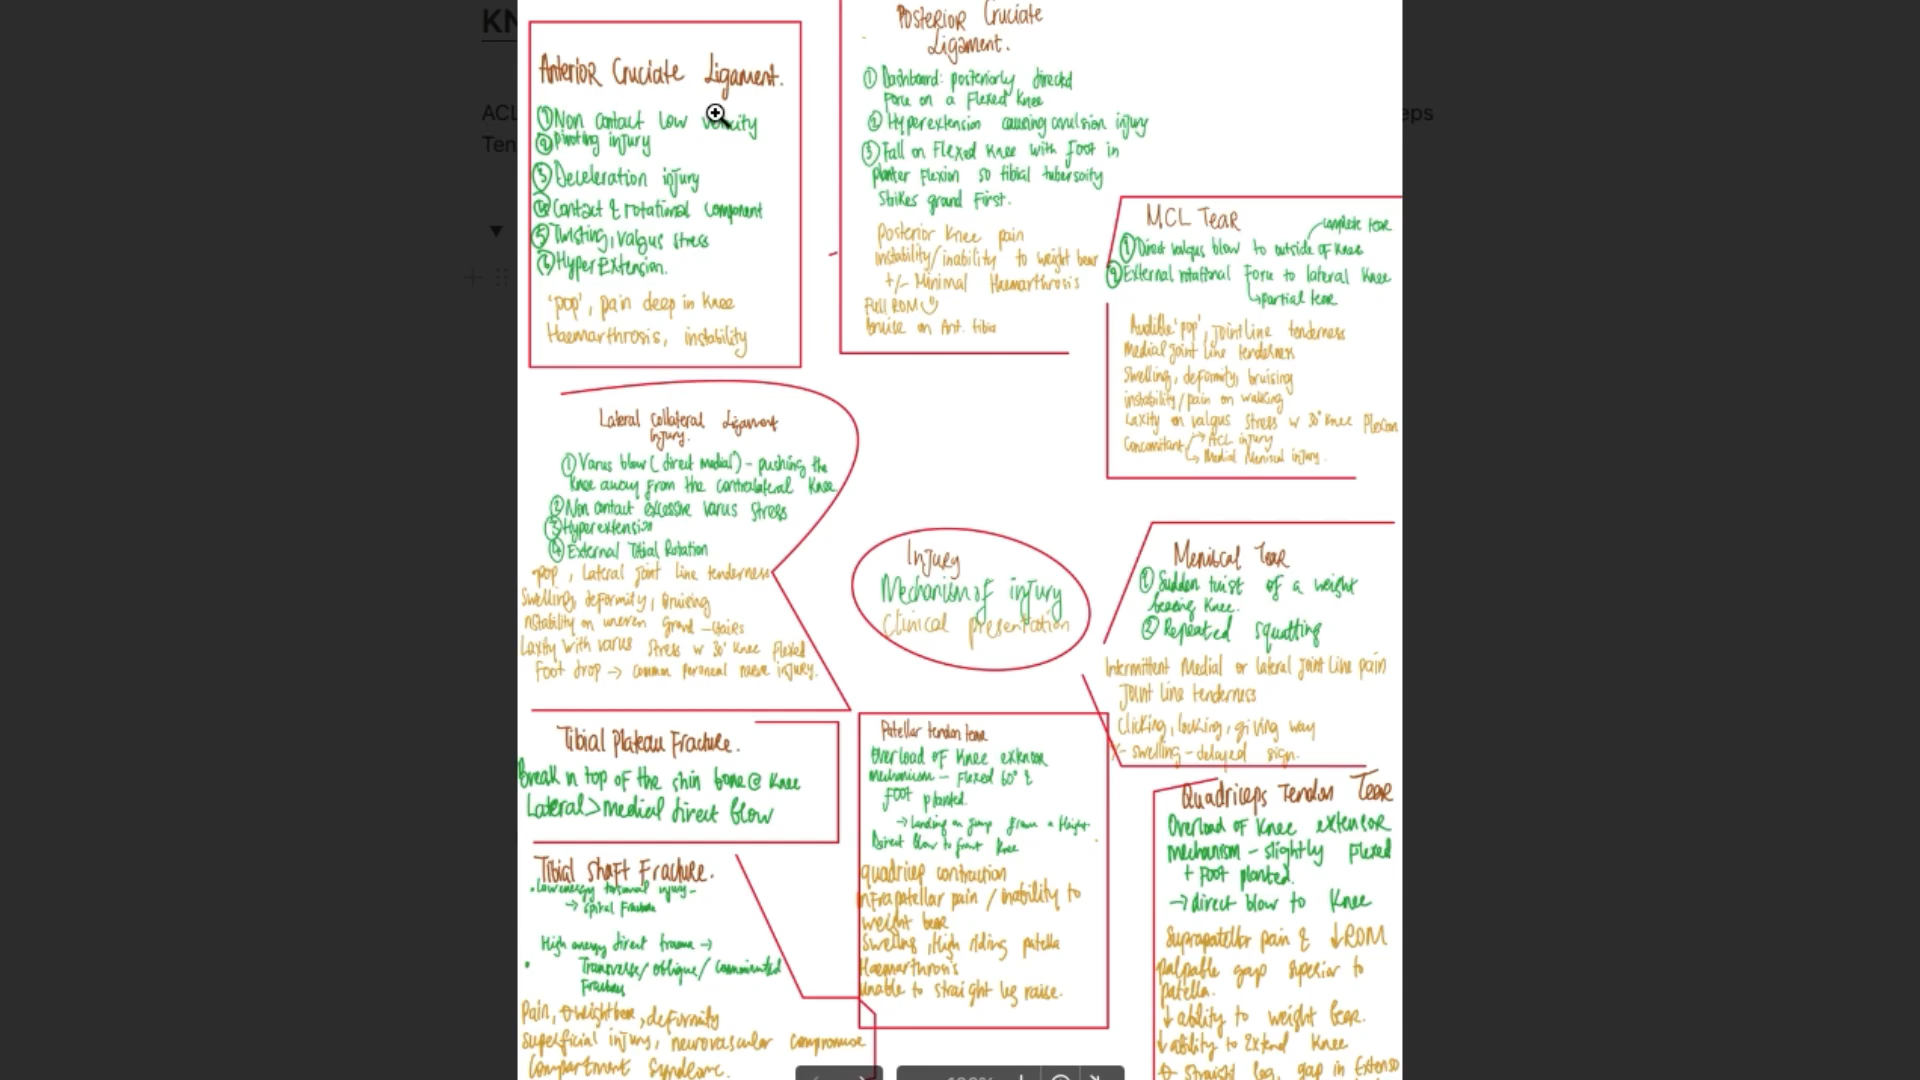 KN
ACL
Ten
eps
Anterior Cruciate Ligament.
① Non contact low velocity
② Pivoting injury
③ Deceleration injury
④ Contact & rotational component
⑤ Twisting, valgus stress
⑥ Hyper Extension.
'pop', pain deep in knee
Haemarthrosis, instability
Posterior Cruciate
Ligament.
① Dashboard: posteriorly directed
force on a flexed knee
② Hyperextension causing avulsion injury
③ Fall on flexed knee with foot in
planter flexion so tibial tuberosity
strikes ground first.
Posterior knee pain
instability/inability to weight bear
+/- Minimal Haemarthrosis
Full ROM
bruise on Ant. tibia
MCL Tear
complete tear
① Direct valgus blow to outside of knee
② External rotational force to lateral knee
↳ partial tear
Audible 'pop', joint line tenderness
Medial joint line tenderness
Swelling, deformity, bruising
instability/pain on walking
Laxity on valgus stress w 30° knee flexion
Concomitant → ACL injury
↳ Medial Meniscal injury.
Lateral Collateral Ligament
Injury.
① Varus blow (direct medial) - pushing the
knee away from the contralateral knee
② Non contact excessive varus stress
③ Hyperextension
④ External Tibial Rotation
pop, lateral joint line tenderness
Swelling, deformity, bruising
nstability on uneven ground - stairs
Laxity with varus stress w 30° knee flexed
Foot drop → common peroneal nerve injury.
Injury
Mechanism of injury
Clinical presentation
Meniscal Tear
① Sudden twist of a weight
bearing knee.
② Repeated squatting
Intermittent Medial or lateral joint line pain
Joint line tenderness
Clicking, locking, giving way
- swelling - delayed sign.
Tibial Plateau Fracture.
Break n top of the shin bone @ knee
Lateral > medial direct blow
Tibial Shaft Fracture.
• Low energy torsional injury -
→ Spiral Fracture
High energy direct trauma →
• Transverse/oblique/comminuted
Fracture
Pain, weightbear, deformity
superficial injury, neurovascular compromise
Compartment Syndrome.
Patellar tendon tear
Overload of knee extensor
mechanism - flexed 60° &
foot planted.
→ landing on jump from a height
Direct blow to front knee
quadricep contraction
nfrapatellar pain / inability to
weight bear
Swelling, High riding patella
Haemarthrosis
Unable to straight leg raise.
Quadriceps Tendon Tear
Overload of knee extensor
mechanism - slightly flexed
+ foot planted.
→ direct blow to knee
Suprapatellar pain & ↓ROM
palpable gap superior to
patella.
↓ ability to weight bear.
↓ ability to extend knee
straight leg, gap in extenso